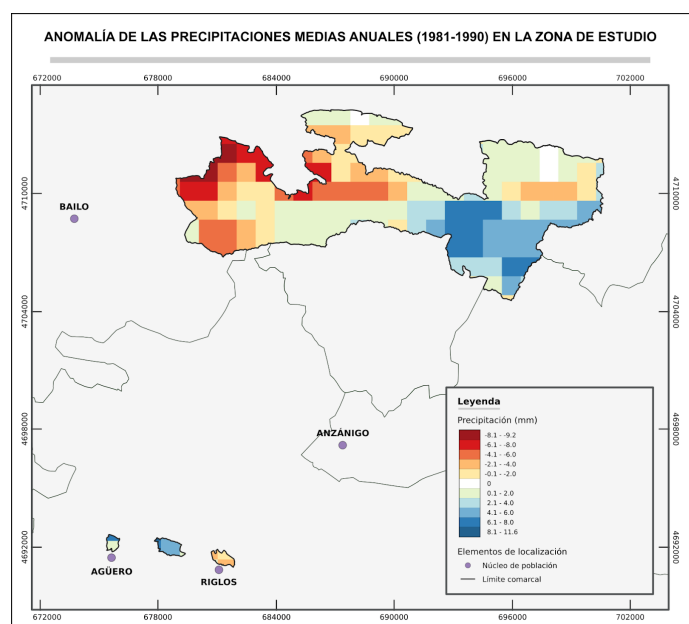 ANOMALÍA DE LAS PRECIPITACIONES MEDIAS ANUALES (1981-1990) EN LA ZONA DE ESTUDIO
672000 678000 684000 690000 696000 702000
4710000 4710000
BAILO
4704000 4704000
Leyenda
Precipitación (mm)
-8.1 - -9.2
-6.1 - -8.0
-4.1 - -6.0
-2.1 - -4.0
-0.1 - -2.0
0
0.1 - 2.0
2.1 - 4.0
4.1 - 6.0
6.1 - 8.0
8.1 - 11.6
4698000 4698000
ANZÁNIGO
Elementos de localización
Núcleo de población
Límite comarcal
4692000 4692000
AGÜERO
RIGLOS
672000 678000 684000 690000 696000 702000